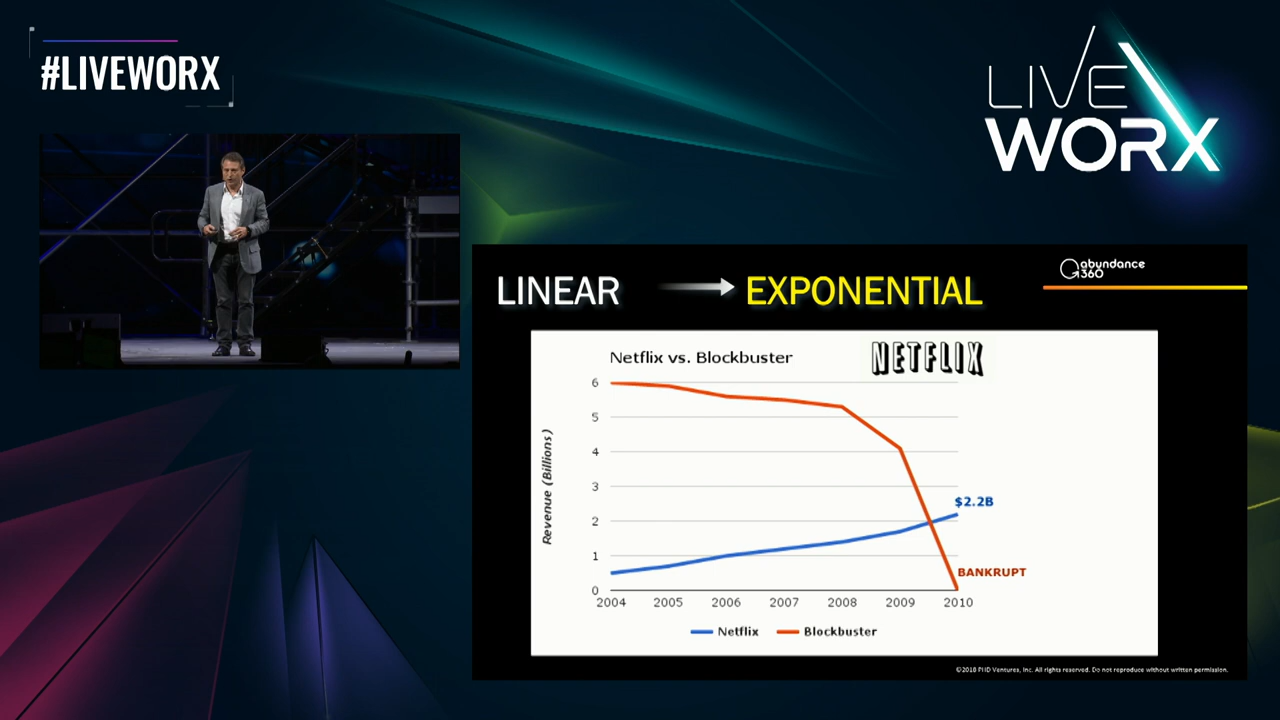 #LIVEWORX
LIVE
WORX
LINEAR EXPONENTIAL
abundance
360
Netflix vs. Blockbuster
NETFLIX
Revenue (Billions)
6
5
4
3
2
1
0
$2.2B
BANKRUPT
2004 2005 2006 2007 2008 2009 2010
Netflix Blockbuster
©2018 PHD Ventures, Inc. All rights reserved. Do not reproduce without written permission.